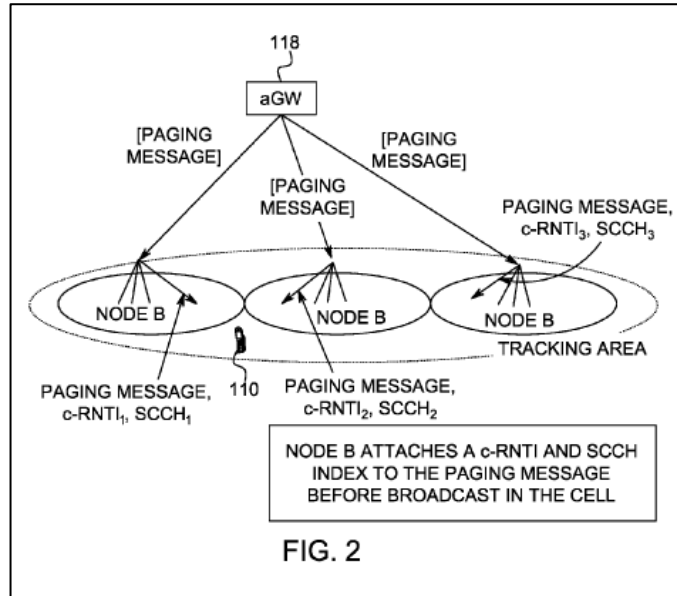 118
aGW
[PAGING
MESSAGE]
[PAGING
MESSAGE]
[PAGING
MESSAGE]
PAGING MESSAGE,
c-RNTI₃, SCCH₃
NODE B
NODE B
NODE B
TRACKING AREA
PAGING MESSAGE,
c-RNTI₁, SCCH₁
110
PAGING MESSAGE,
c-RNTI₂, SCCH₂
NODE B ATTACHES A c-RNTI AND SCCH
INDEX TO THE PAGING MESSAGE
BEFORE BROADCAST IN THE CELL
FIG. 2